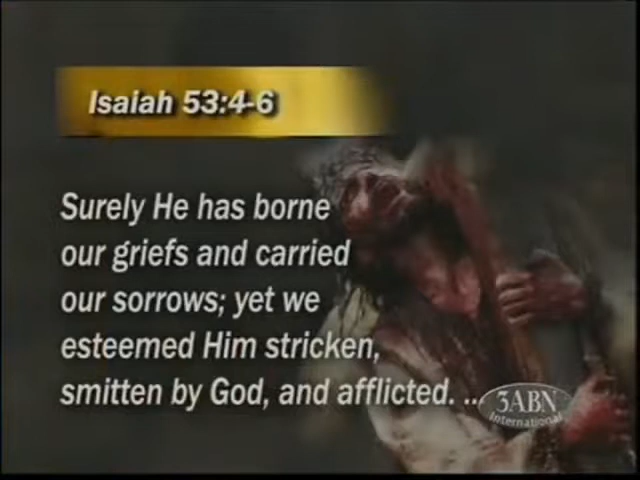 Isaiah 53:4-6
Surely He has borne
our griefs and carried
our sorrows; yet we
esteemed Him stricken,
smitten by God, and afflicted. ...
3ABN
International